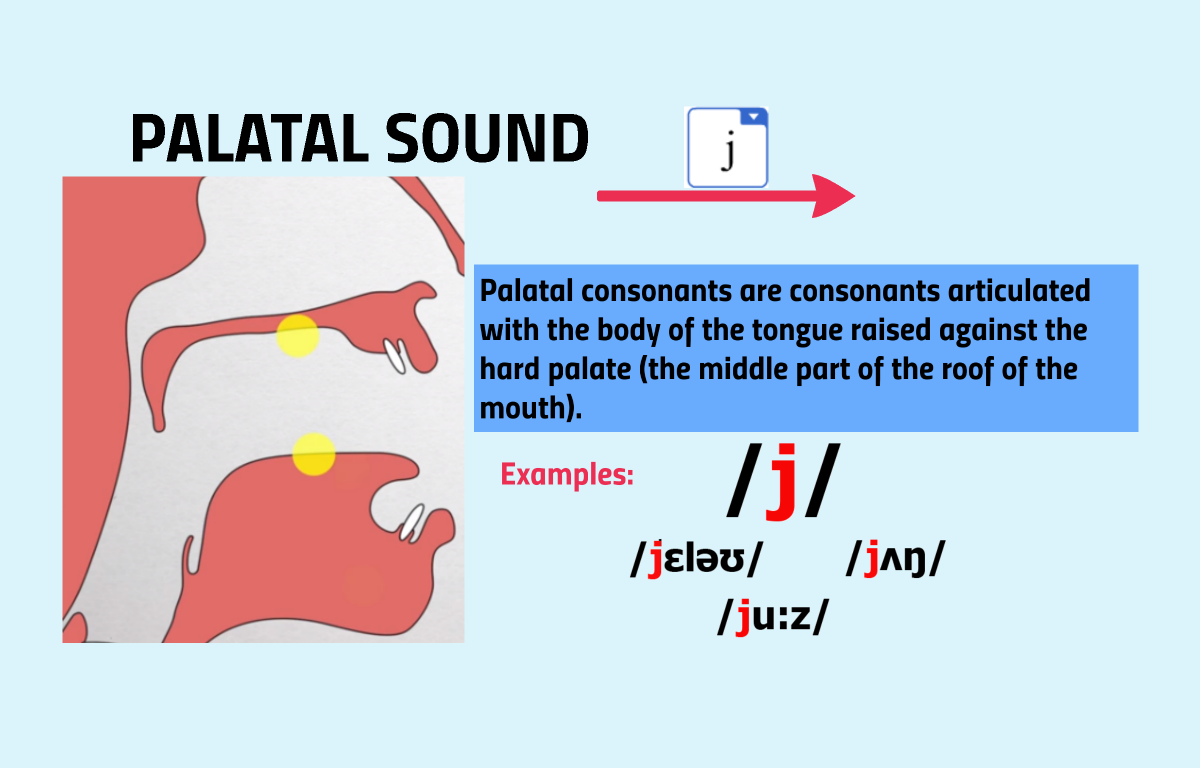 PALATAL SOUND
j
Palatal consonants are consonants articulated
with the body of the tongue raised against the
hard palate (the middle part of the roof of the
mouth).
Examples:
/j/
/jɛləʊ/
/jʌŋ/
/ju:z/